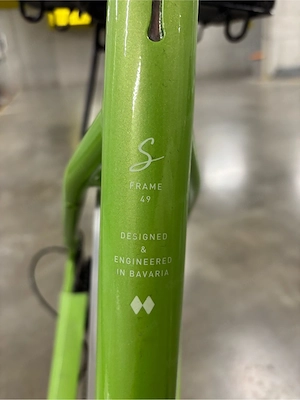 S
FRAME
49
DESIGNED
&
ENGINEERED
IN BAVARIA